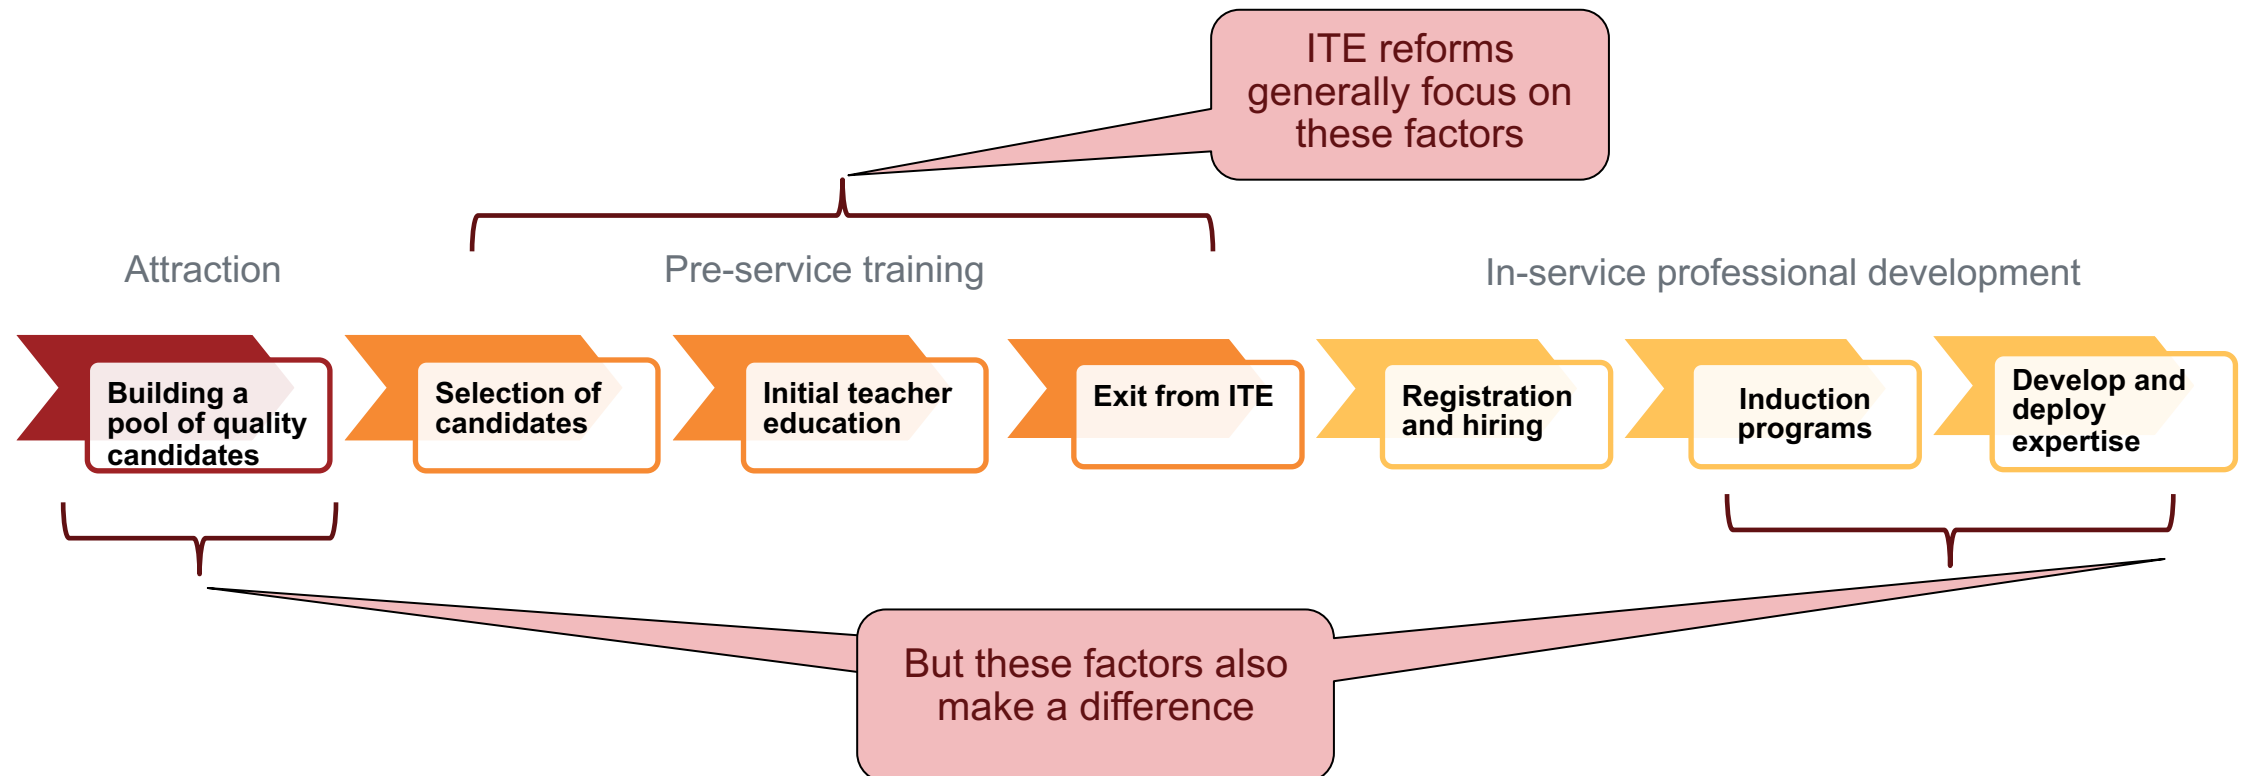 ITE reforms
generally focus on
these factors
Attraction
Pre-service training
In-service professional development
Building a
pool of quality
candidates
Selection of
candidates
Initial teacher
education
Exit from ITE
Registration
and hiring
Induction
programs
Develop and
deploy
expertise
But these factors also
make a difference